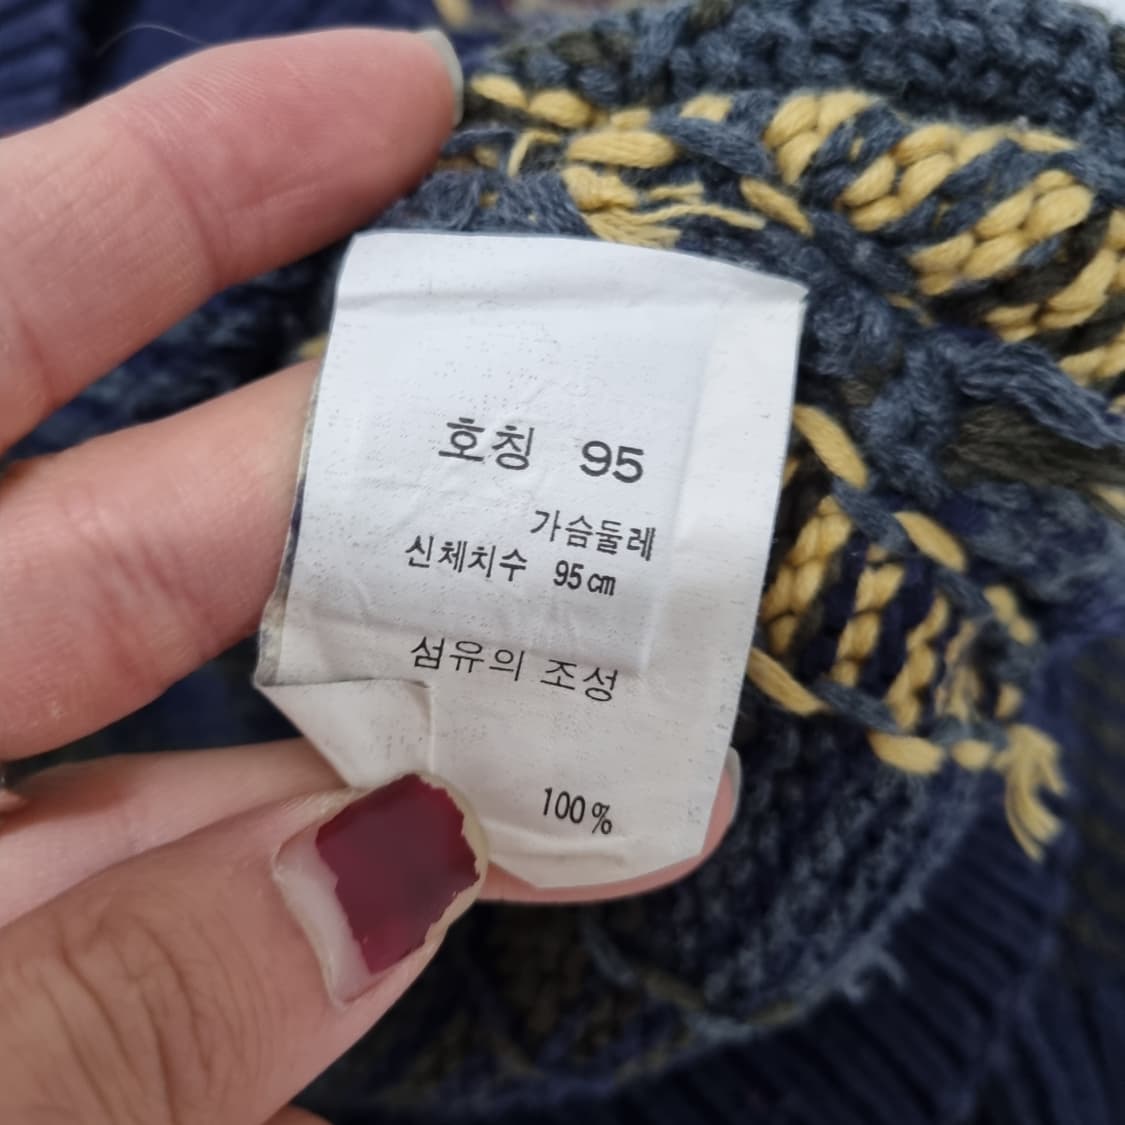 호칭 95
가슴둘레
신체치수 95cm
섬유의 조성
100%